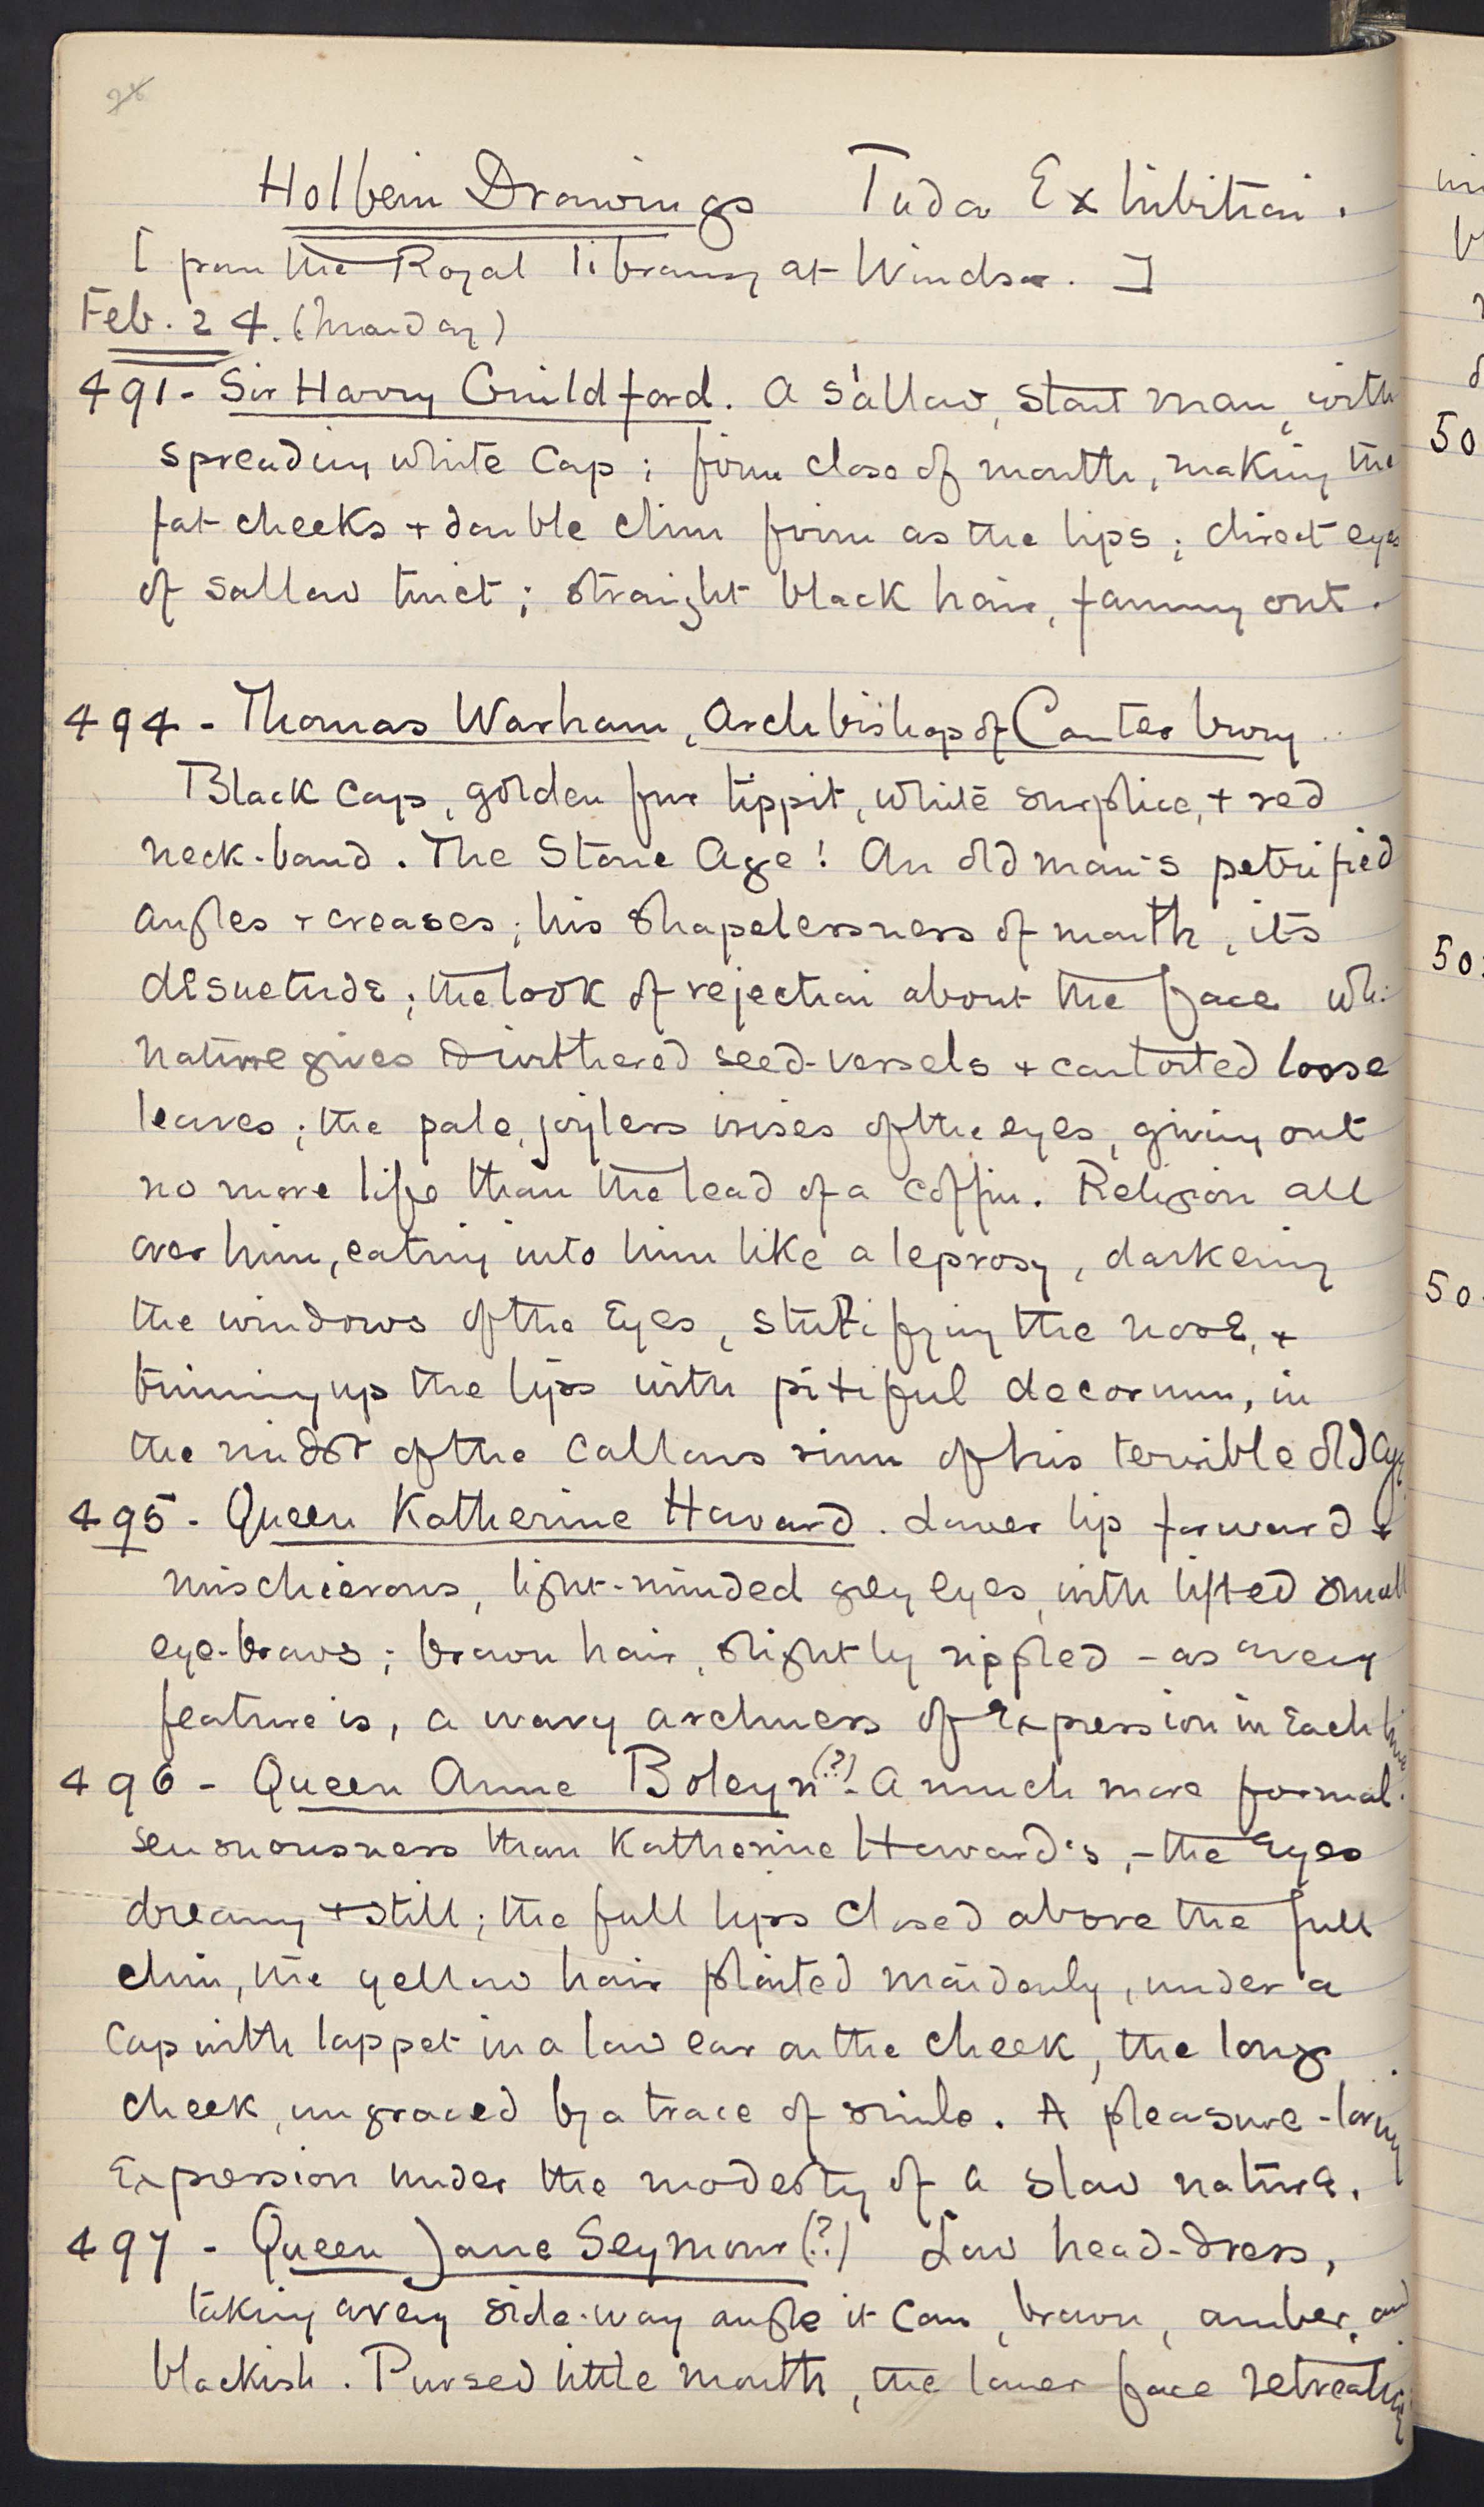 Holbein Drawings Tudor Exhibition.
[from the Royal library at Windsor.]
Feb. 24. (Monday)
491 - Sir Harry Guildford. A sallow, stout man, with
spreading white cap; firm close of mouth, making the
fat cheeks + double chin firm as the lips; direct eyes
of sallow tinct; straight black hair, fanning out.
494 - Thomas Warham, Archbishop of Canterbury
Black cap, golden fur tippit, white surplice, + red
neck-band. The Stone Age! An old man's petrified
angles + creases; his shapelessness of mouth, its
desuetude; the look of rejection about the face wh:
nature gives to withered seed-vessels + contorted loose
leaves; the pale, joyless irises of the eyes, giving out
no more life than the lead of a coffin. Religion all
over him, eating into him like a leprosy, darkening
the windows of the Eyes, stultifying the nose, +
trimming up the lips with pitiful decorum, in
the midst of the callous ruin of his terrible old age
495 - Queen Katherine Howard. Lower lip forward +
mischievous, light-minded grey eyes, with lifted small
eye-brows; brown hair, slightly rippled - as every
feature is, a wavy archness of expression in Each line
496 - Queen Anne Boleyn (?) - A much more formal
sensuousness than Katherine Howard's, - the Eyes
dreamy + still; the full lips closed above the full
chin, the yellow hair plaited maidenly, under a
Cap with lappet in a low ear on the cheek, the long
cheek, ungraced by a trace of smile. A pleasure-loving
Expression under the modesty of a slow nature.
497 - Queen Jane Seymour (?) Low head-dress,
taking every side-way angle it can, brown, amber, and
blackish. Pursed little mouth, the lower face retreating
50
50
50